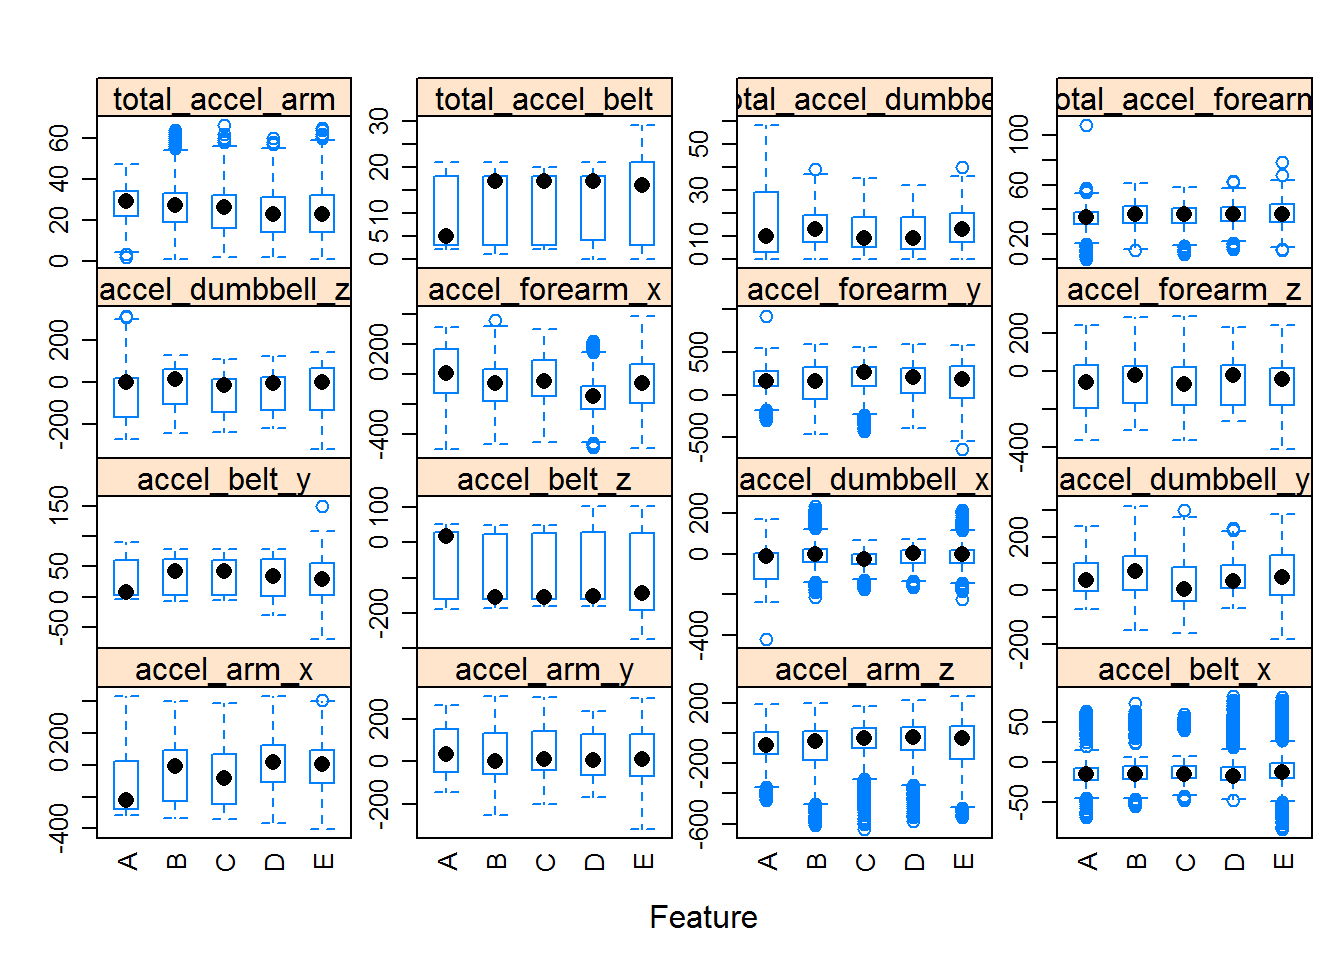 total_accel_arm total_accel_belt otal_accel_dumbbe otal_accel_forearm
0 20 40 60
0 5 10 20 30
0 10 30 50
0 20 60 100
accel_dumbbell_z accel_forearm_x accel_forearm_y accel_forearm_z
-200 0 200
-400 0 200
-500 0 500
-400 0 200
accel_belt_y accel_belt_z accel_dumbbell_x accel_dumbbell_y
-50 0 50 150
-200 0 100
-400 0 200
-200 0 200
accel_arm_x accel_arm_y accel_arm_z accel_belt_x
-400 0 200
-200 0 200
-600 -200 0 200
-50 0 50
A B C D E A B C D E A B C D E A B C D E
Feature